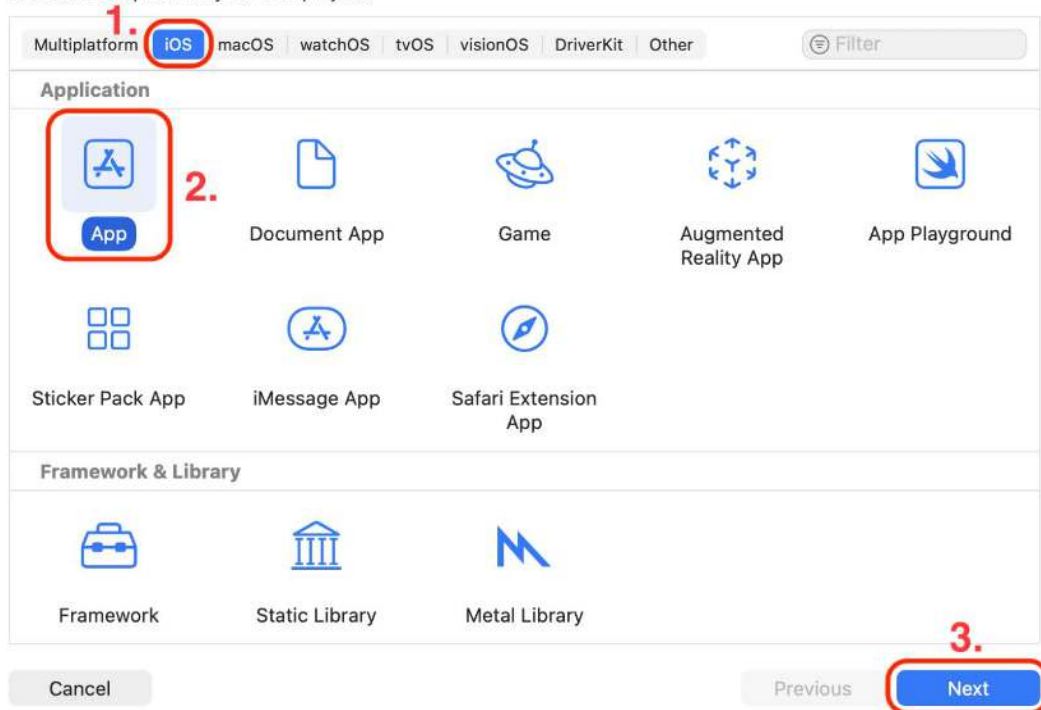 1.
Multiplatform iOS macOS watchOS tvOS visionOS DriverKit Other Filter
Application
2.
App Document App Game Augmented Reality App App Playground
Sticker Pack App iMessage App Safari Extension App
Framework & Library
Framework Static Library Metal Library
3.
Cancel Previous Next